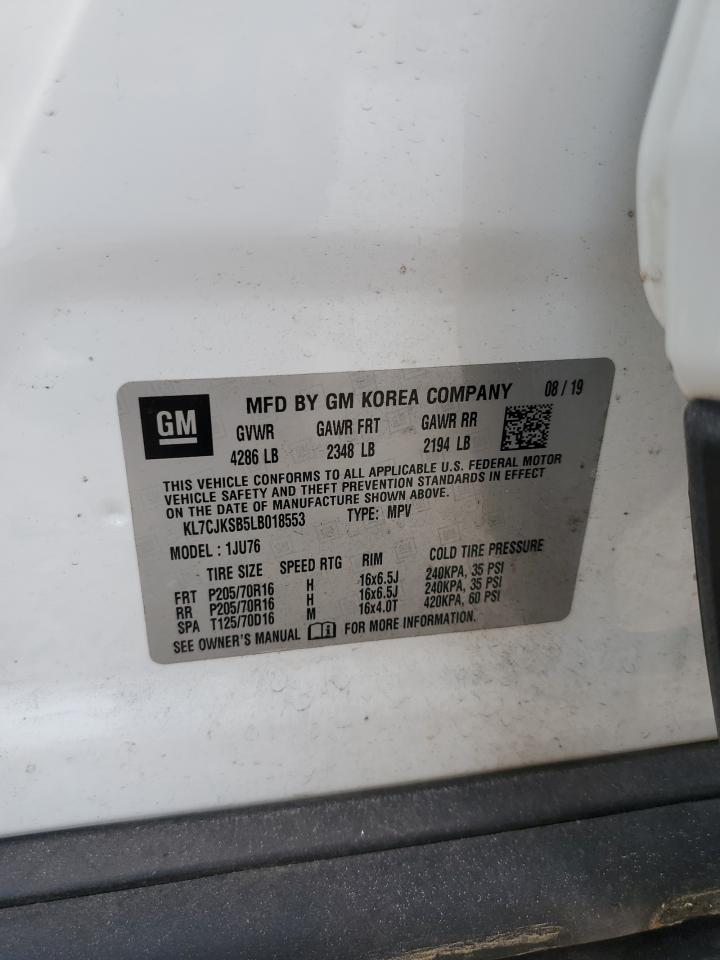 GM MFD BY GM KOREA COMPANY 08 / 19
GVWR GAWR FRT GAWR RR
4286 LB 2348 LB 2194 LB
THIS VEHICLE CONFORMS TO ALL APPLICABLE U.S. FEDERAL MOTOR
VEHICLE SAFETY AND THEFT PREVENTION STANDARDS IN EFFECT
ON THE DATE OF MANUFACTURE SHOWN ABOVE.
KL7CJKSB5LB018553 TYPE: MPV
MODEL : 1JU76
TIRE SIZE SPEED RTG RIM COLD TIRE PRESSURE
FRT P205/70R16 H 16x6.5J 240KPA, 35 PSI
RR P205/70R16 H 16x6.5J 240KPA, 35 PSI
SPA T125/70D16 M 16x4.0T 420KPA, 60 PSI
SEE OWNER'S MANUAL FOR MORE INFORMATION.